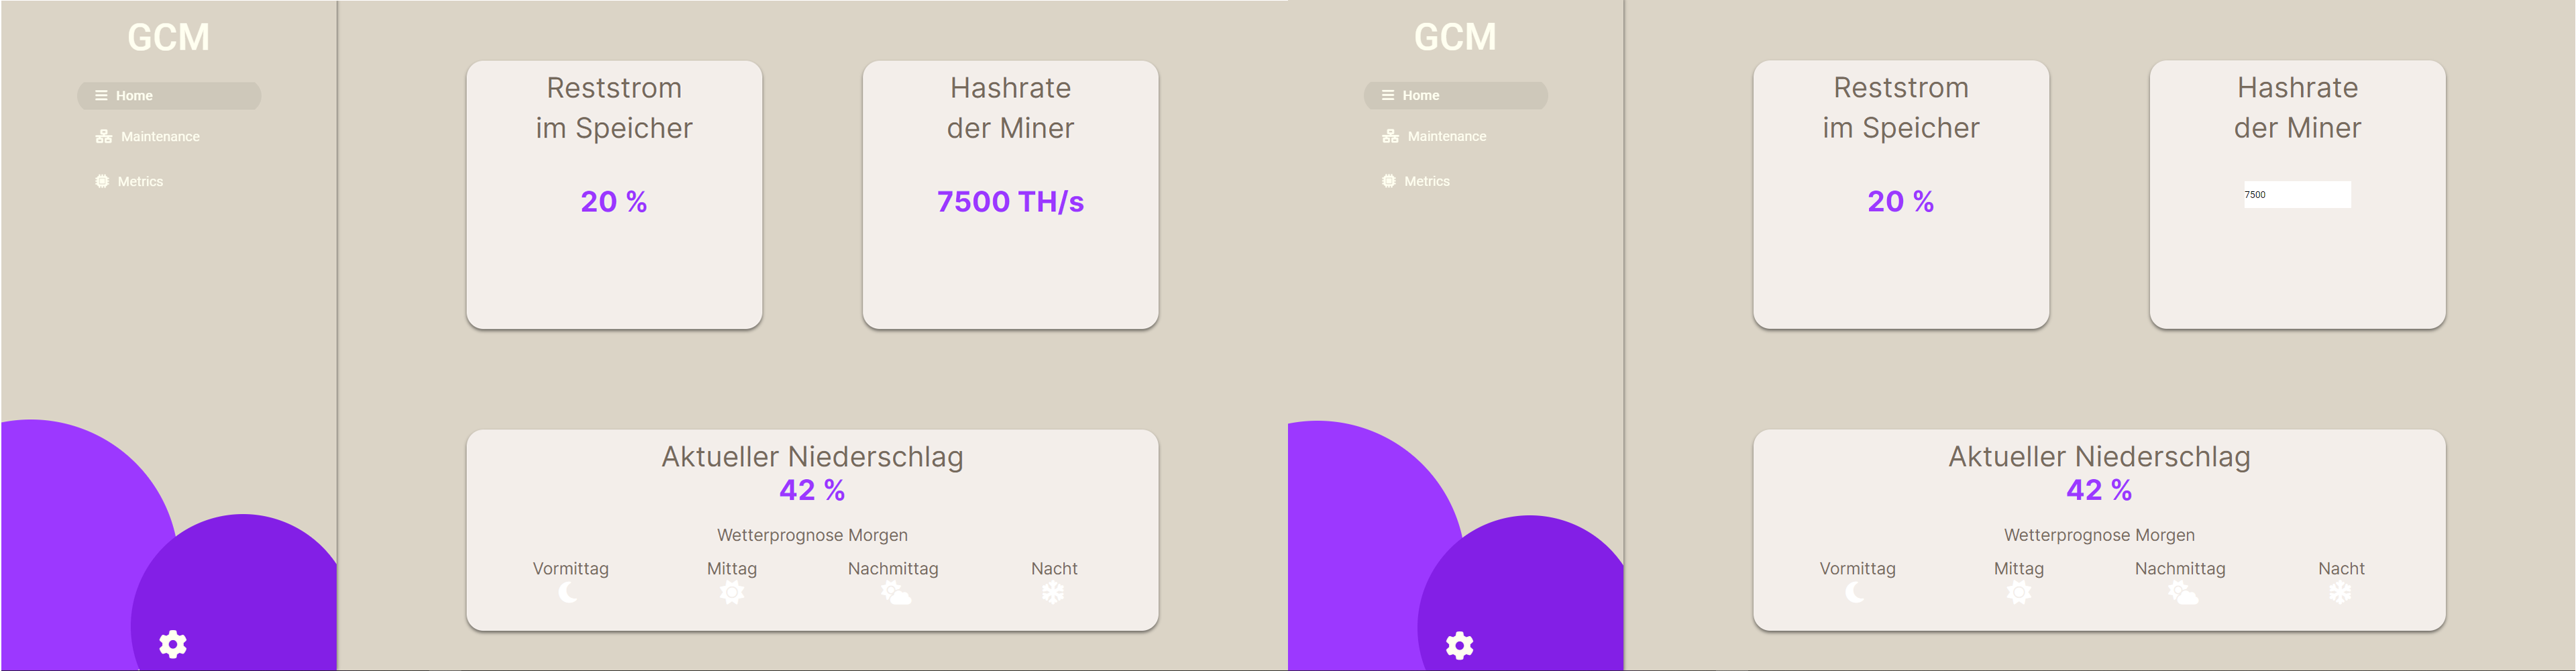 GCM
Home
Maintenance
Metrics
Reststrom
im Speicher
20 %
Hashrate
der Miner
7500 TH/s
Aktueller Niederschlag
42 %
Wetterprognose Morgen
Vormittag Mittag Nachmittag Nacht
GCM
Home
Maintenance
Metrics
Reststrom
im Speicher
20 %
Hashrate
der Miner
7500
Aktueller Niederschlag
42 %
Wetterprognose Morgen
Vormittag Mittag Nachmittag Nacht